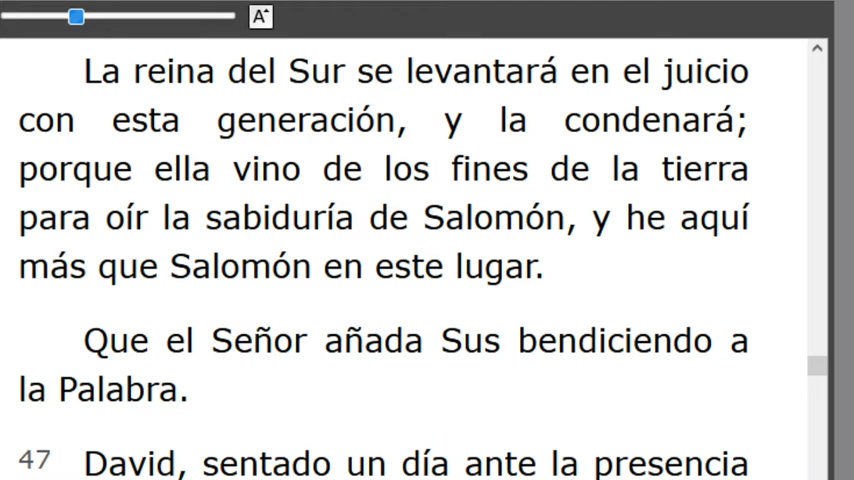 A
La reina del Sur se levantará en el juicio
con esta generación, y la condenará;
porque ella vino de los fines de la tierra
para oír la sabiduría de Salomón, y he aquí
más que Salomón en este lugar.
Que el Señor añada Sus bendiciendo a
la Palabra.
47 David, sentado un día ante la presencia